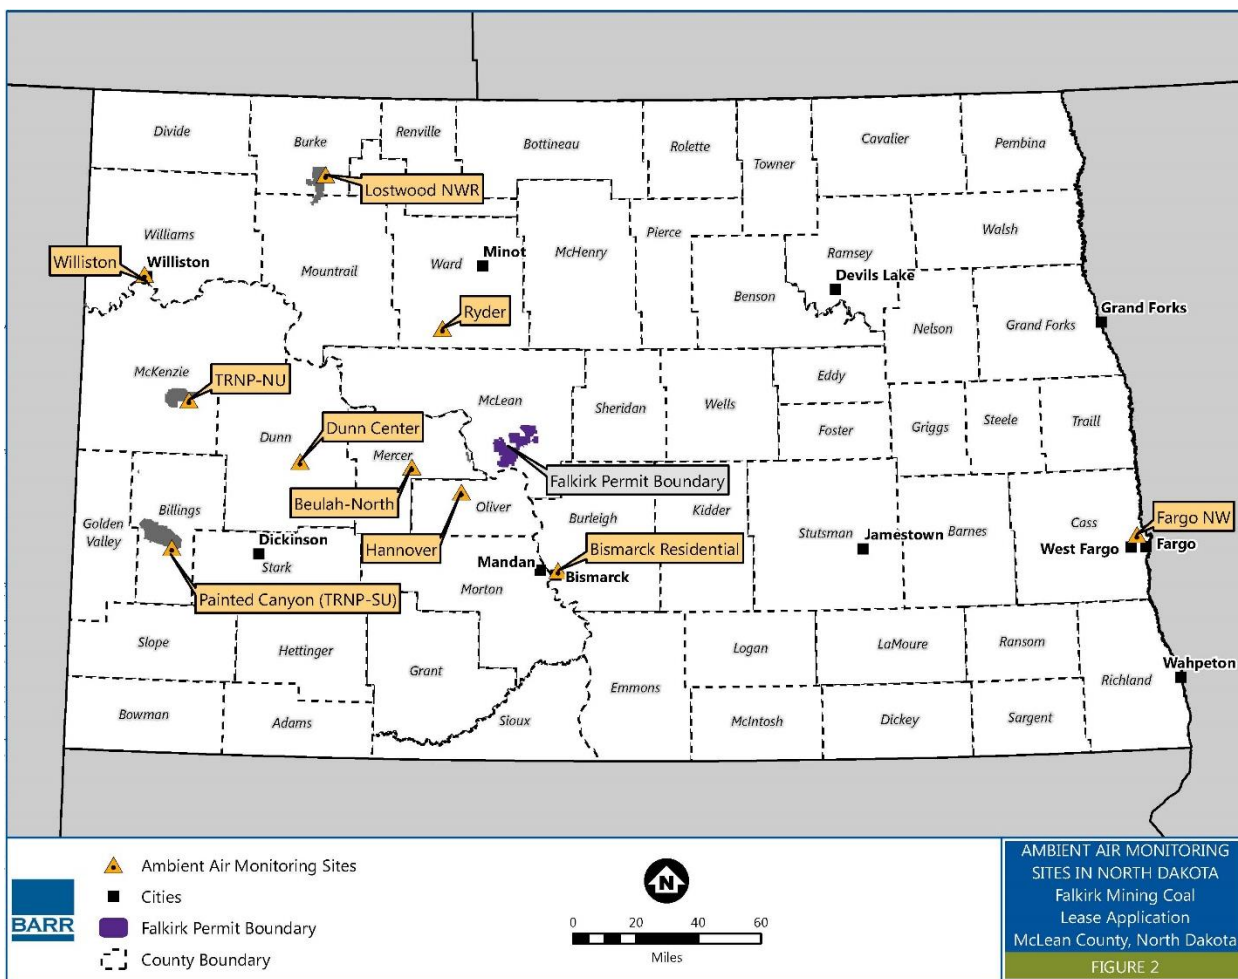 Divide
Burke
Renville
Bottineau
Rolette
Towner
Cavalier
Pembina
Lostwood NWR
Williams
Williston
Williston
Mountrail
Ward
Minot
McHenry
Pierce
Benson
Ramsey
Devils Lake
Walsh
Nelson
Grand Forks
Grand Forks
Ryder
McKenzie
TRNP-NU
McLean
Sheridan
Wells
Eddy
Foster
Griggs
Steele
Traill
Dunn Center
Dunn
Mercer
Beulah-North
Falkirk Permit Boundary
Golden
Valley
Billings
Dickinson
Stark
Hannover
Oliver
Burleigh
Kidder
Stutsman
Jamestown
Barnes
Cass
Fargo NW
West Fargo
Fargo
Bismarck Residential
Mandan
Bismarck
Morton
Painted Canyon (TRNP-SU)
Slope
Hettinger
Grant
Emmons
Logan
LaMoure
Ransom
Richland
Wahpeton
Bowman
Adams
Sioux
McIntosh
Dickey
Sargent
BARR
Ambient Air Monitoring Sites
Cities
Falkirk Permit Boundary
County Boundary
N
0 20 40 60
Miles
AMBIENT AIR MONITORING
SITES IN NORTH DAKOTA
Falkirk Mining Coal
Lease Application
McLean County, North Dakota
FIGURE 2